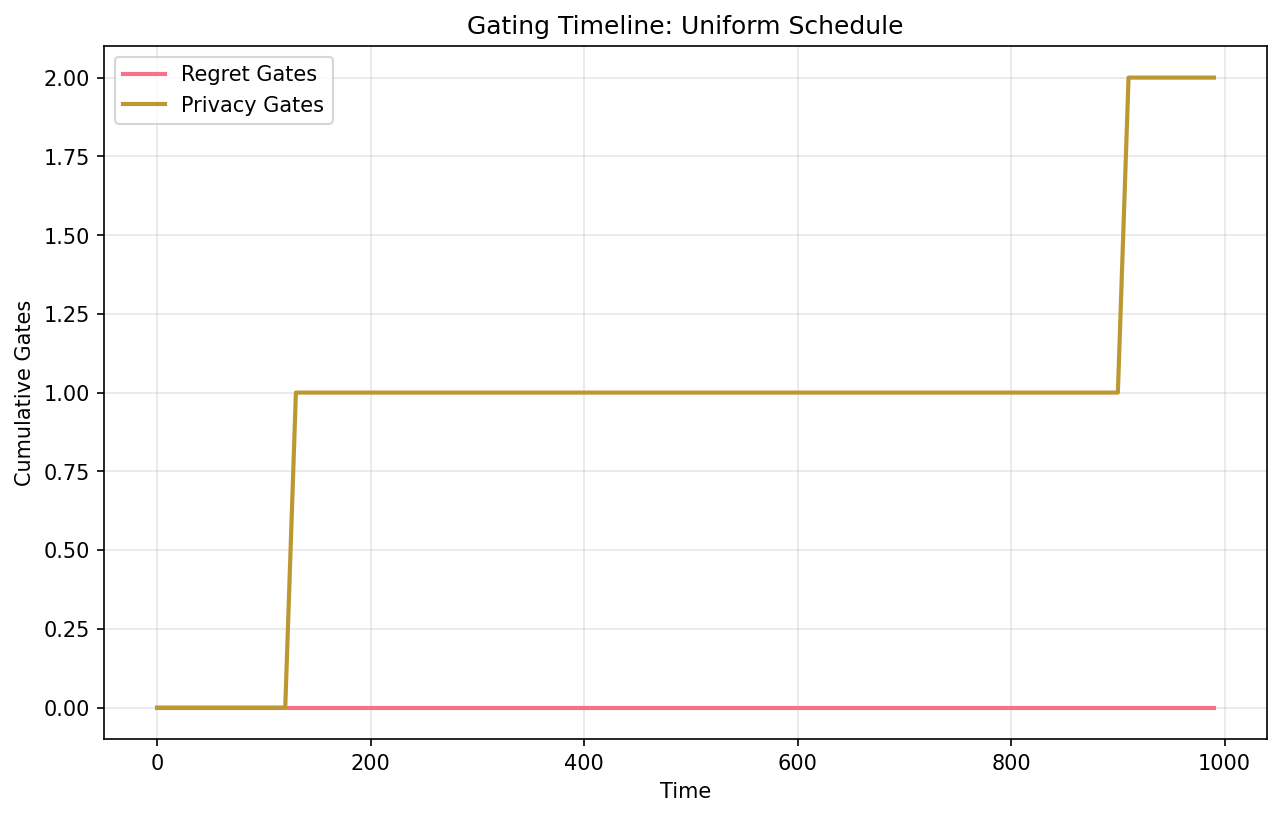 Gating Timeline: Uniform Schedule
Regret Gates
Privacy Gates
2.00
1.75
1.50
1.25
1.00
0.75
0.50
0.25
0.00
Cumulative Gates
0 200 400 600 800 1000
Time